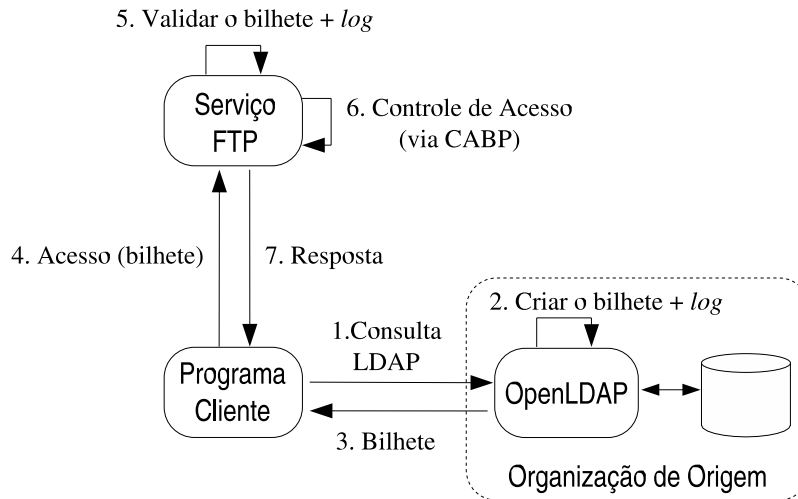 5. Validar o bilhete + log
Serviço
FTP
6. Controle de Acesso
(via CABP)
4. Acesso (bilhete)
7. Resposta
2. Criar o bilhete + log
1.Consulta
LDAP
Programa
Cliente
OpenLDAP
3. Bilhete
Organização de Origem